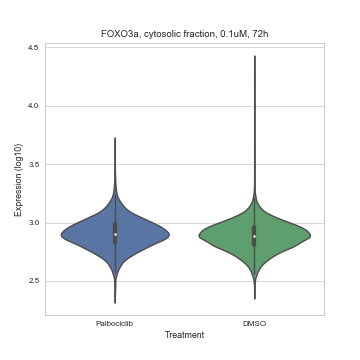 FOXO3a, cytosolic fraction, 0.1uM, 72h
Expression (log10)
4.5
4.0
3.5
3.0
2.5
Palbociclib
DMSO
Treatment